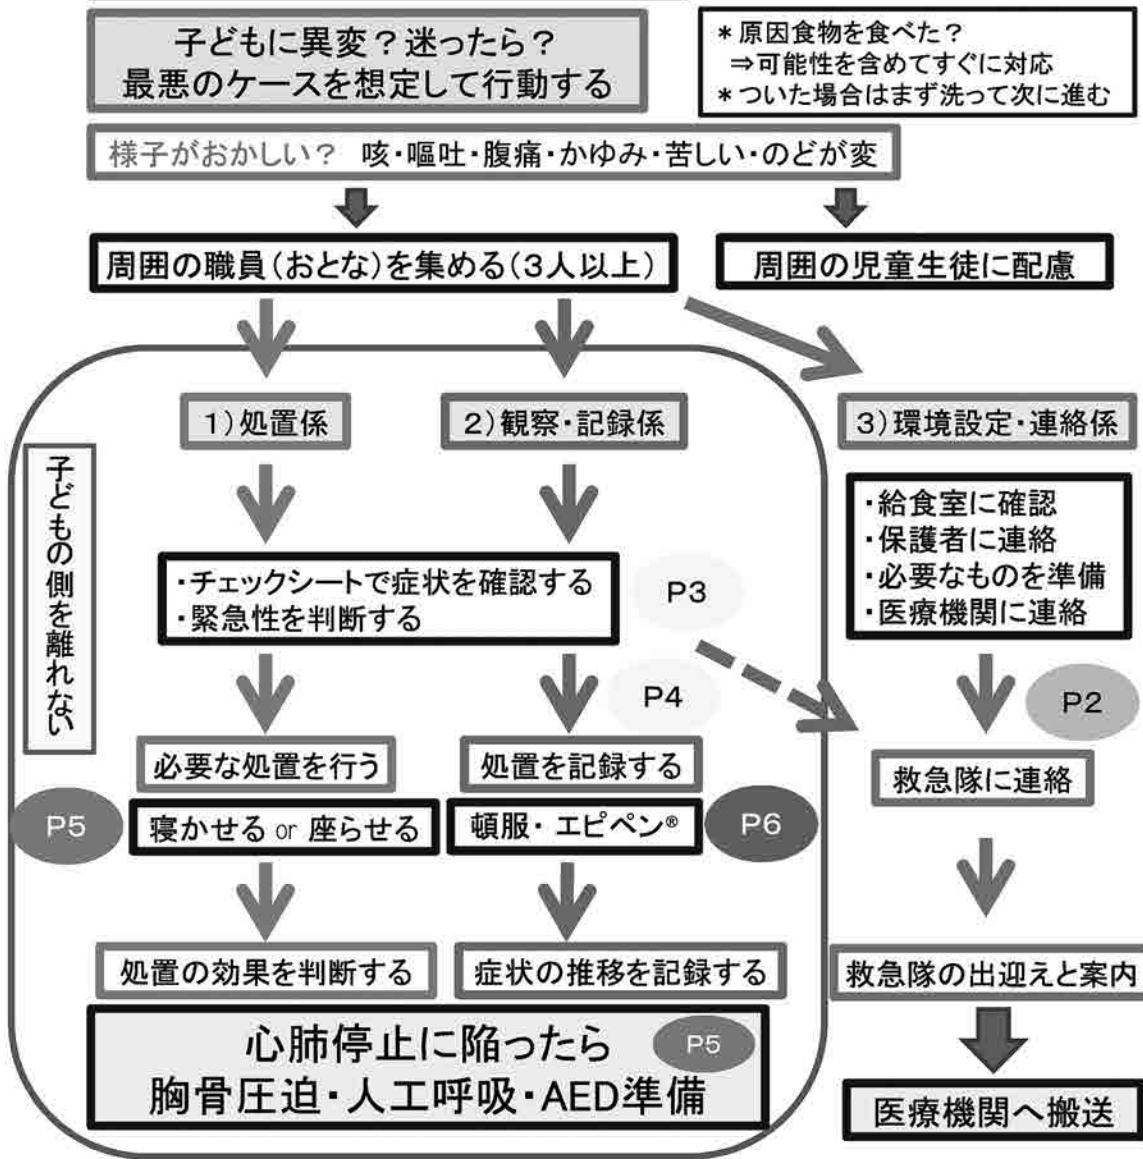 子どもに異変？迷ったら？
最悪のケースを想定して行動する
＊原因食物を食べた？
⇒可能性を含めてすぐに対応
＊ついた場合はまず洗って次に進む
様子がおかしい？ 咳・嘔吐・腹痛・かゆみ・苦しい・のどが変
周囲の職員(おとな)を集める(3人以上)
周囲の児童生徒に配慮
子どもの側を離れない
1)処置係
2)観察・記録係
3)環境設定・連絡係
・チェックシートで症状を確認する
・緊急性を判断する
P3
・給食室に確認
・保護者に連絡
・必要なものを準備
・医療機関に連絡
P4
P2
必要な処置を行う
処置を記録する
救急隊に連絡
P5
寝かせる or 座らせる
頓服・エピペン®
P6
処置の効果を判断する
症状の推移を記録する
救急隊の出迎えと案内
心肺停止に陥ったら
P5
胸骨圧迫・人工呼吸・AED準備
医療機関へ搬送